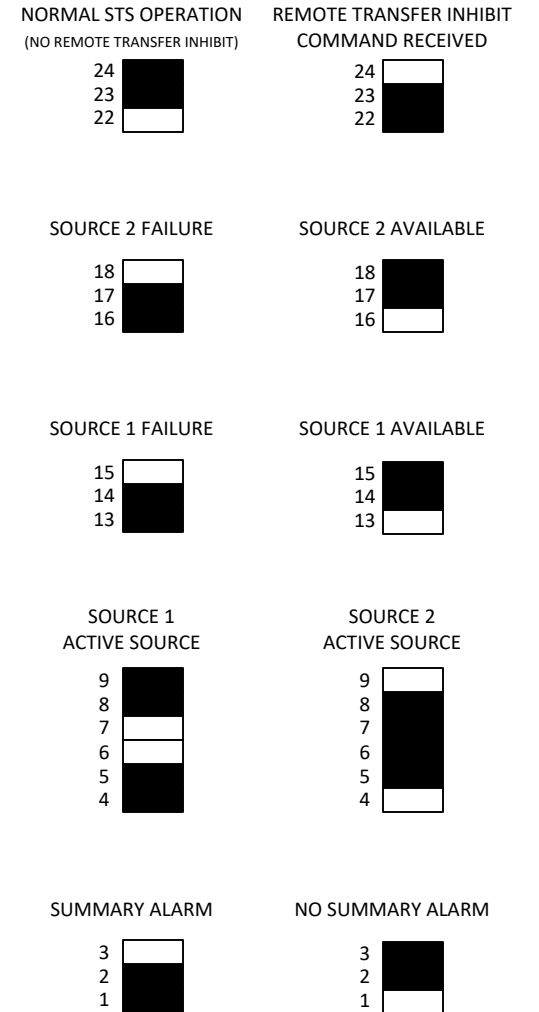 NORMAL STS OPERATION
(NO REMOTE TRANSFER INHIBIT)
24
23
22
REMOTE TRANSFER INHIBIT
COMMAND RECEIVED
24
23
22
SOURCE 2 FAILURE
18
17
16
SOURCE 2 AVAILABLE
18
17
16
SOURCE 1 FAILURE
15
14
13
SOURCE 1 AVAILABLE
15
14
13
SOURCE 1
ACTIVE SOURCE
9
8
7
6
5
4
SOURCE 2
ACTIVE SOURCE
9
8
7
6
5
4
SUMMARY ALARM
3
2
1
NO SUMMARY ALARM
3
2
1